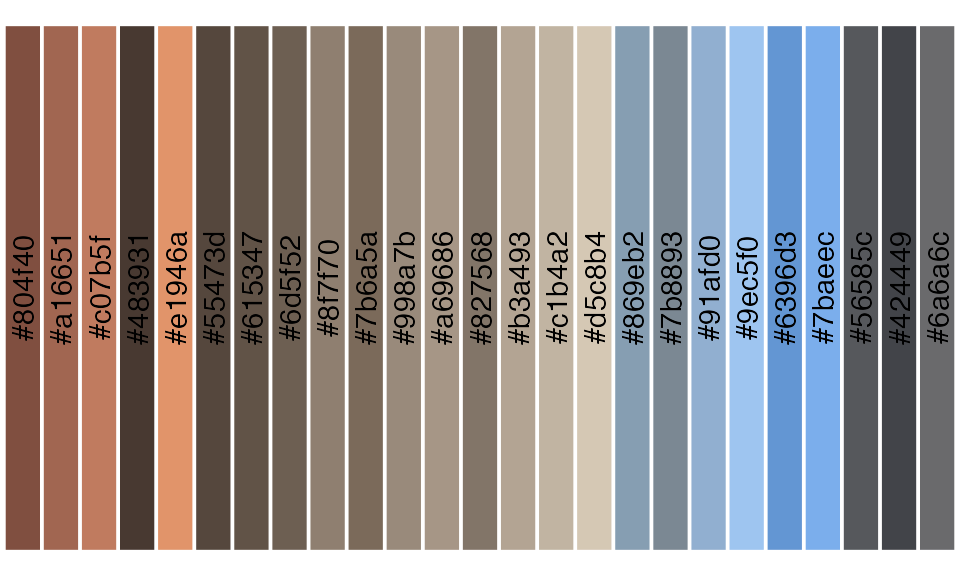 #804f40
#a16651
#c07b5f
#483931
#e1946a
#55473d
#615347
#6d5f52
#8f7f70
#7b6a5a
#998a7b
#a69686
#827568
#b3a493
#c1b4a2
#d5c8b4
#869eb2
#7b8893
#91afd0
#9ec5f0
#6396d3
#7baeec
#56585c
#424449
#6a6a6c